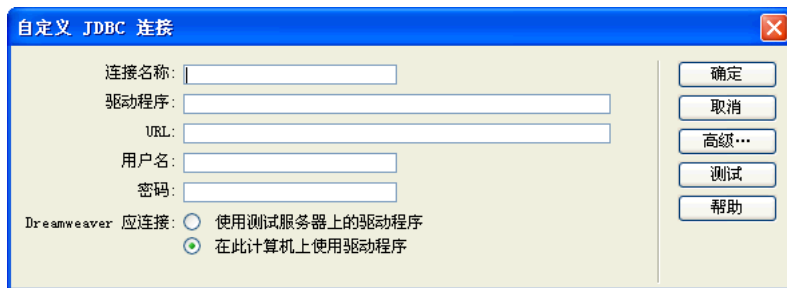 自定义 JDBC 连接
连接名称:
确定
驱动程序:
取消
URL:
高级…
用户名:
测试
密码:
帮助
Dreamweaver 应连接:
使用测试服务器上的驱动程序
在此计算机上使用驱动程序